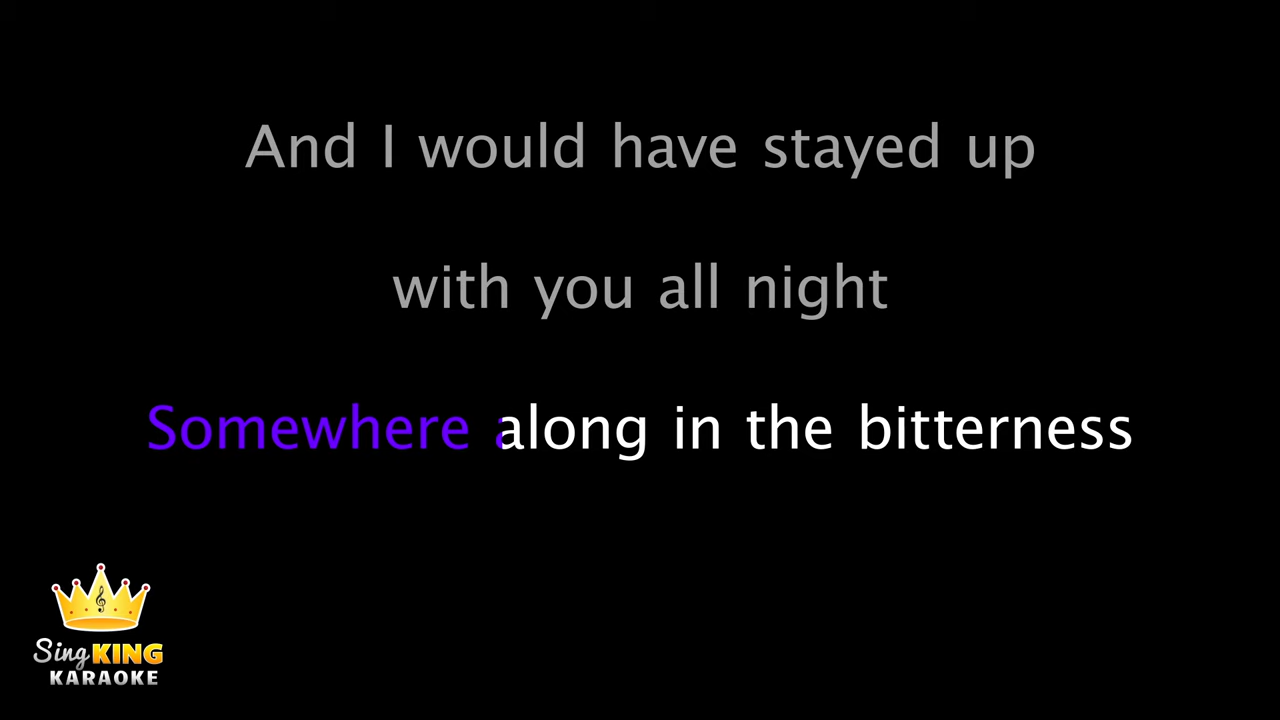 And I would have stayed up
with you all night
Somewhere along in the bitterness
Sing KING
KARAOKE